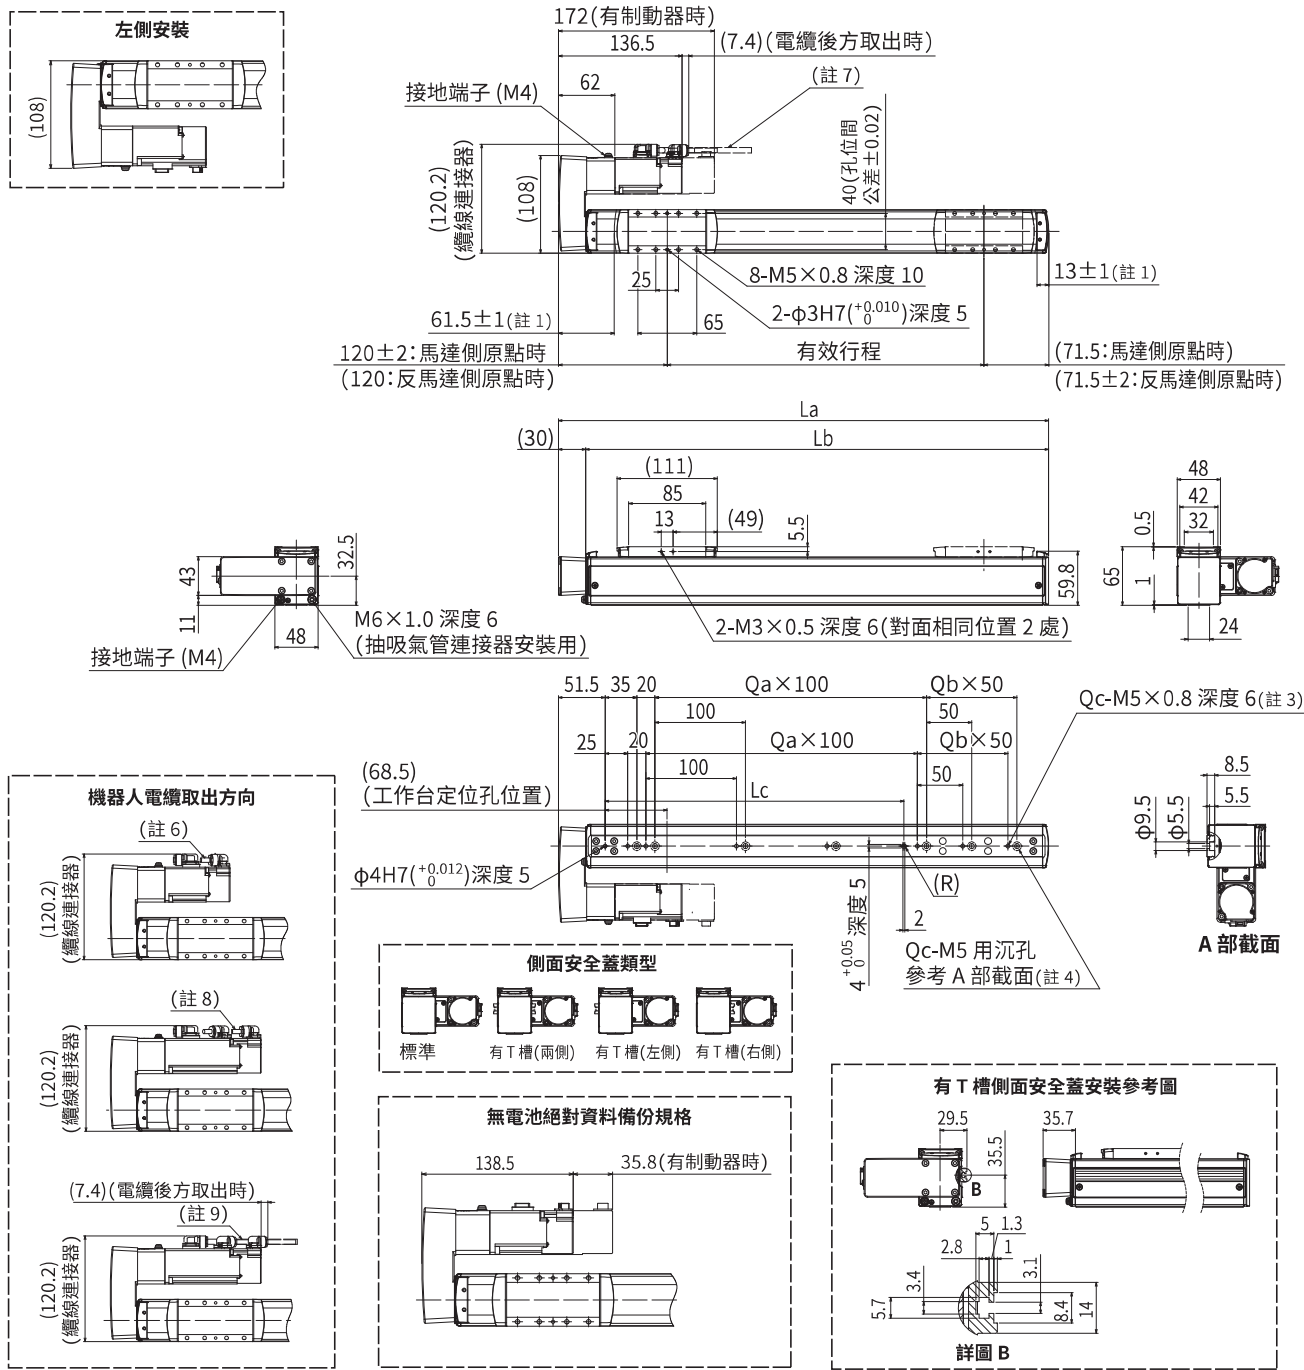 左側安裝
(108)
172(有制動器時)
136.5
(7.4)(電纜後方取出時)
62
(註 7)
接地端子 (M4)
40(孔位間
公差±0.02)
(120.2)
(纜線連接器)
(108)
8-M5×0.8 深度 10
13±1(註 1)
25
2-φ3H7(+0.010 0)深度 5
61.5±1(註 1)
65
120±2:馬達側原點時
(120:反馬達側原點時)
有效行程
(71.5:馬達側原點時)
(71.5±2:反馬達側原點時)
La
(30)
Lb
(111)
85
13
(49)
5.5
59.8
2-M3×0.5 深度 6(對面相同位置 2 處)
48
42
32
0.5
65
1
24
32.5
43
11
48
M6×1.0 深度 6
(抽吸氣管連接器安裝用)
接地端子 (M4)
51.5
35
20
Qa×100
Qb×50
100
50
Qc-M5×0.8 深度 6(註 3)
25
20
Qa×100
Qb×50
100
50
(68.5)
(工作台定位孔位置)
Lc
φ4H7(+0.012 0)深度 5
4 +0.05 0 深度 5
(R)
2
Qc-M5 用沉孔
參考 A 部截面(註 4)
8.5
5.5
φ9.5
φ5.5
A 部截面
機器人電纜取出方向
(註 6)
(120.2)
(纜線連接器)
(註 8)
(120.2)
(纜線連接器)
(7.4)(電纜後方取出時)
(註 9)
(120.2)
(纜線連接器)
側面安全蓋類型
標準
有 T 槽(兩側)
有 T 槽(左側)
有 T 槽(右側)
無電池絕對資料備份規格
138.5
35.8(有制動器時)
有 T 槽側面安全蓋安裝參考圖
29.5
35.5
35.7
B
5
1.3
2.8
1
3.4
3.1
5.7
8.4
14
詳圖 B